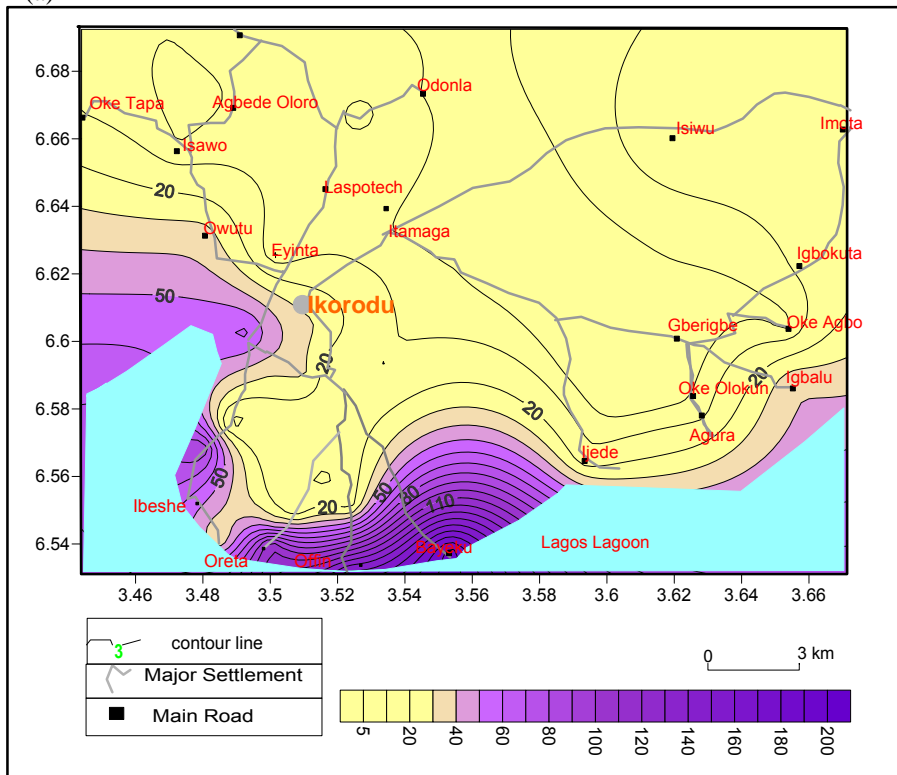 6.68
6.66
6.64
6.62
6.6
6.58
6.56
6.54
Odonla
Oke Tapa
Agbede Oloro
Isiwu
Imota
Isawo
Laspotech
20
Owutu
Itamaga
Eyinta
Igbokuta
50
Ikorodu
Oke Agbo
Gberigbe
20
20
Igbalu
Oke Olokun
20
Agura
Ijede
50
50
80
110
Ibeshe
20
Oreta
Offin
Bayeku
Lagos Lagoon
3.46 3.48 3.5 3.52 3.54 3.56 3.58 3.6 3.62 3.64 3.66
3
contour line
Major Settlement
Main Road
0 3 km
5 20 40 60 80 100 120 140 160 180 200